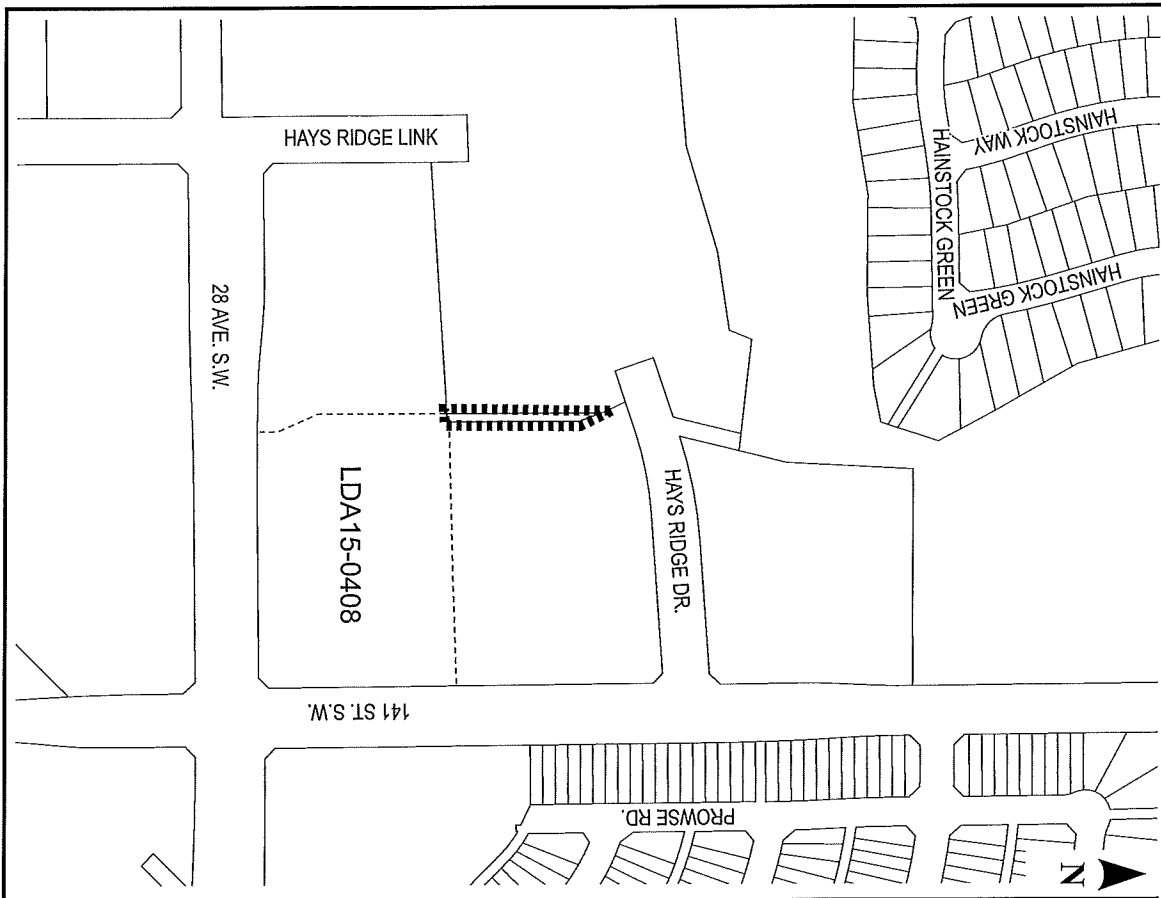 HAYS RIDGE LINK
HAINSTOCK WAY
HAINSTOCK GREEN
HAINSTOCK GREEN
28 AVE. S.W.
LDA15-0408
HAYS RIDGE DR.
141 ST. S.W.
PROWSE RD.
N